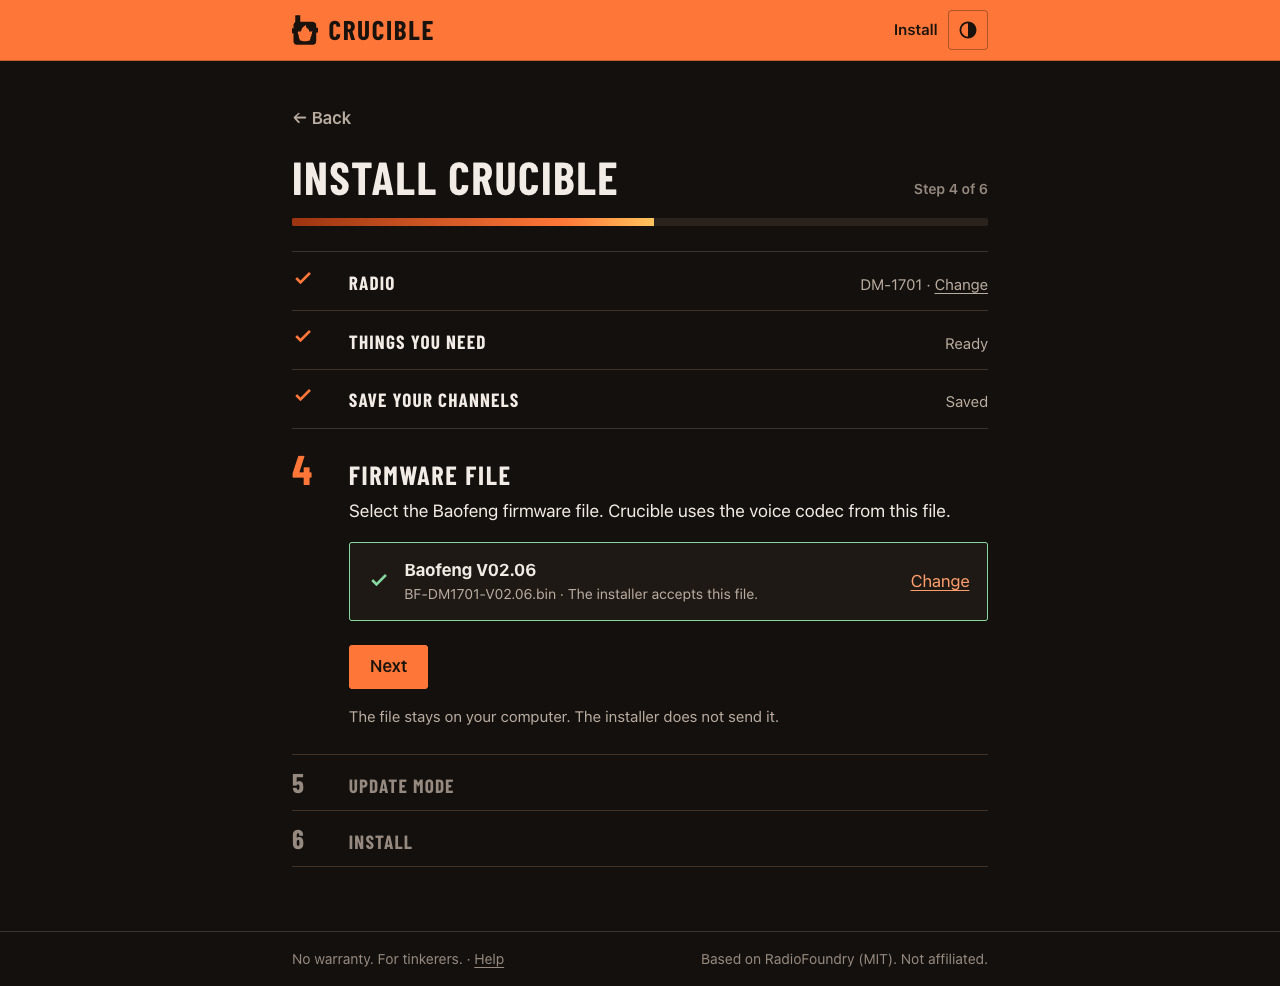 CRUCIBLE
Install
← Back
INSTALL CRUCIBLE
Step 4 of 6
RADIO
DM-1701 · Change
THINGS YOU NEED
Ready
SAVE YOUR CHANNELS
Saved
4
FIRMWARE FILE
Select the Baofeng firmware file. Crucible uses the voice codec from this file.
Baofeng V02.06
BF-DM1701-V02.06.bin · The installer accepts this file.
Change
Next
The file stays on your computer. The installer does not send it.
5
UPDATE MODE
6
INSTALL
No warranty. For tinkerers. · Help
Based on RadioFoundry (MIT). Not affiliated.